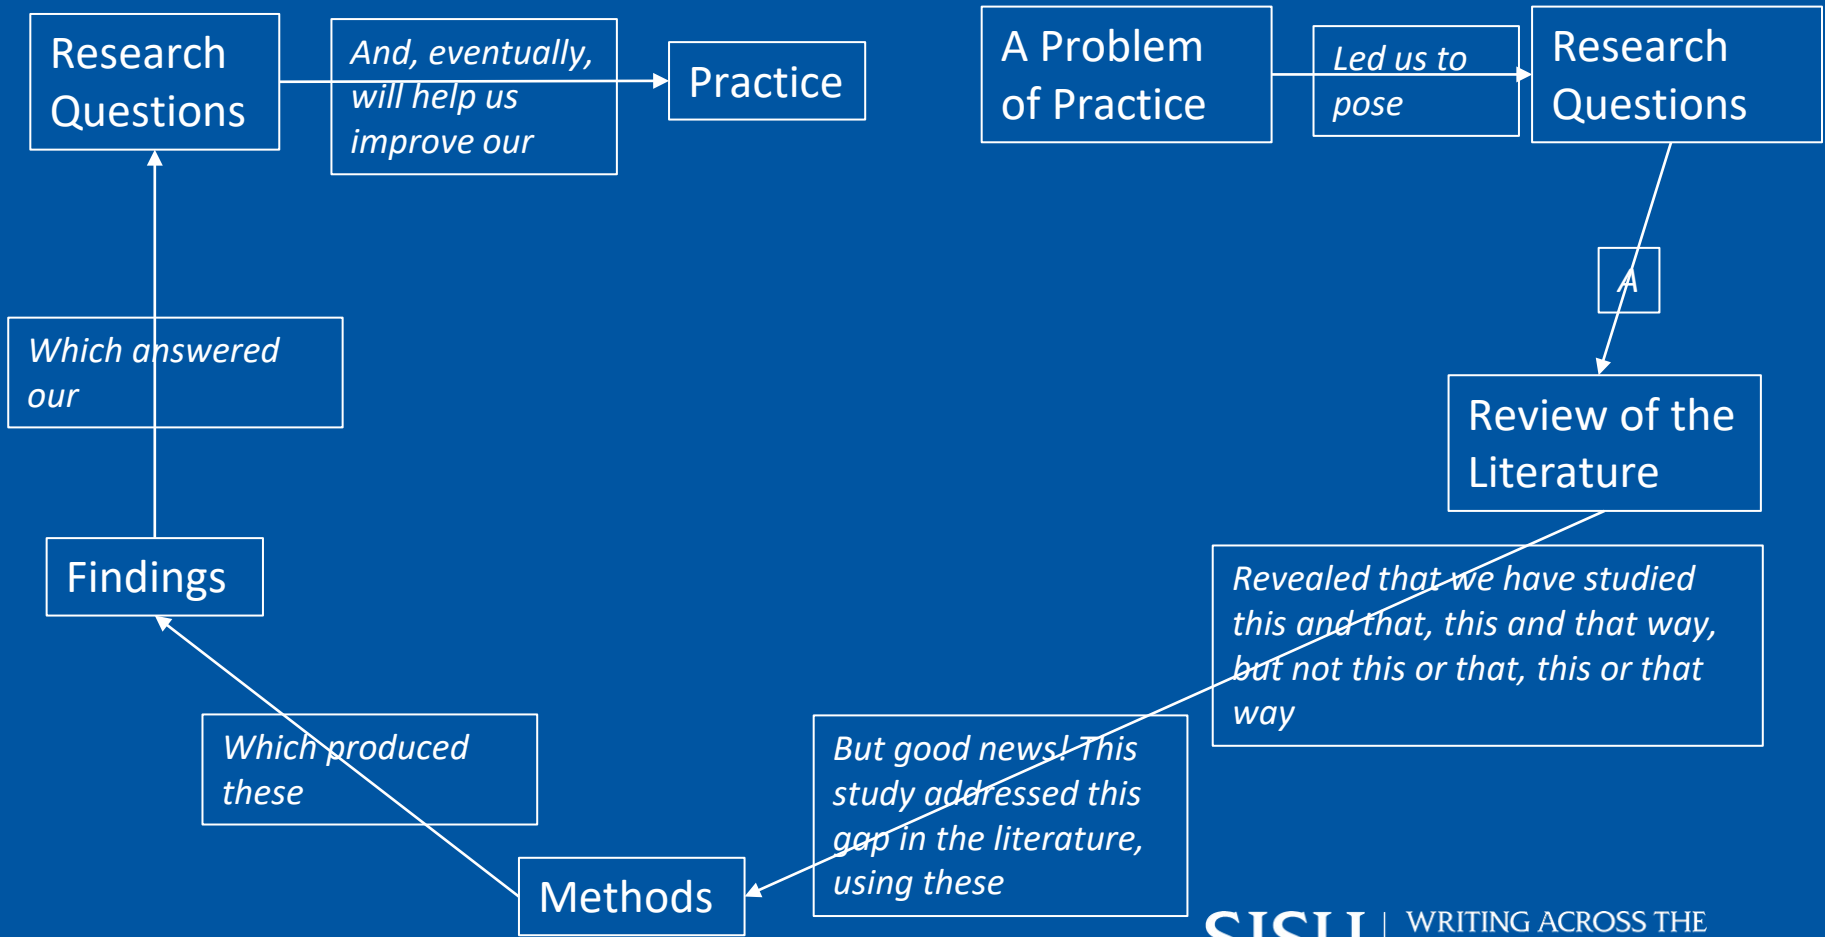 A Problem
of Practice
Led us to
pose
Research
Questions
A
Review of the
Literature
Revealed that we have studied
this and that, this and that way,
but not this or that, this or that
way
But good news! This
study addressed this
gap in the literature,
using these
Methods
Which produced
these
Findings
Which answered
our
Research
Questions
And, eventually,
will help us
improve our
Practice
SJSU
WRITING ACROSS THE